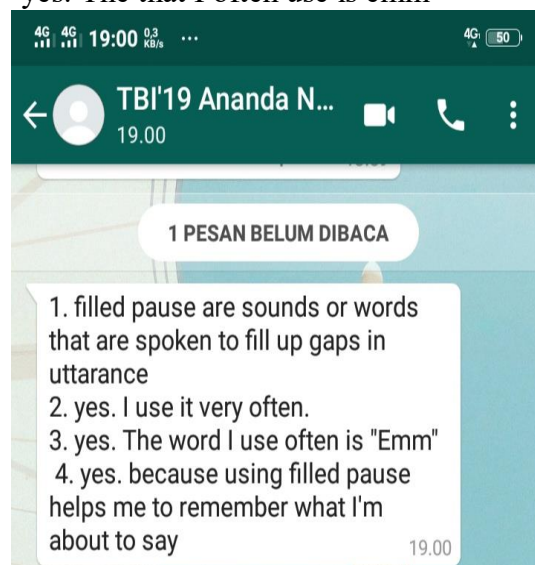 yes. The that I often use is emm
4G 4G 19:00 0,3 KB/s ... 4G 50
TBI'19 Ananda N...
19.00
1 PESAN BELUM DIBACA
1. filled pause are sounds or words
that are spoken to fill up gaps in
uttarance
2. yes. I use it very often.
3. yes. The word I use often is "Emm"
4. yes. because using filled pause
helps me to remember what I'm
about to say
19.00